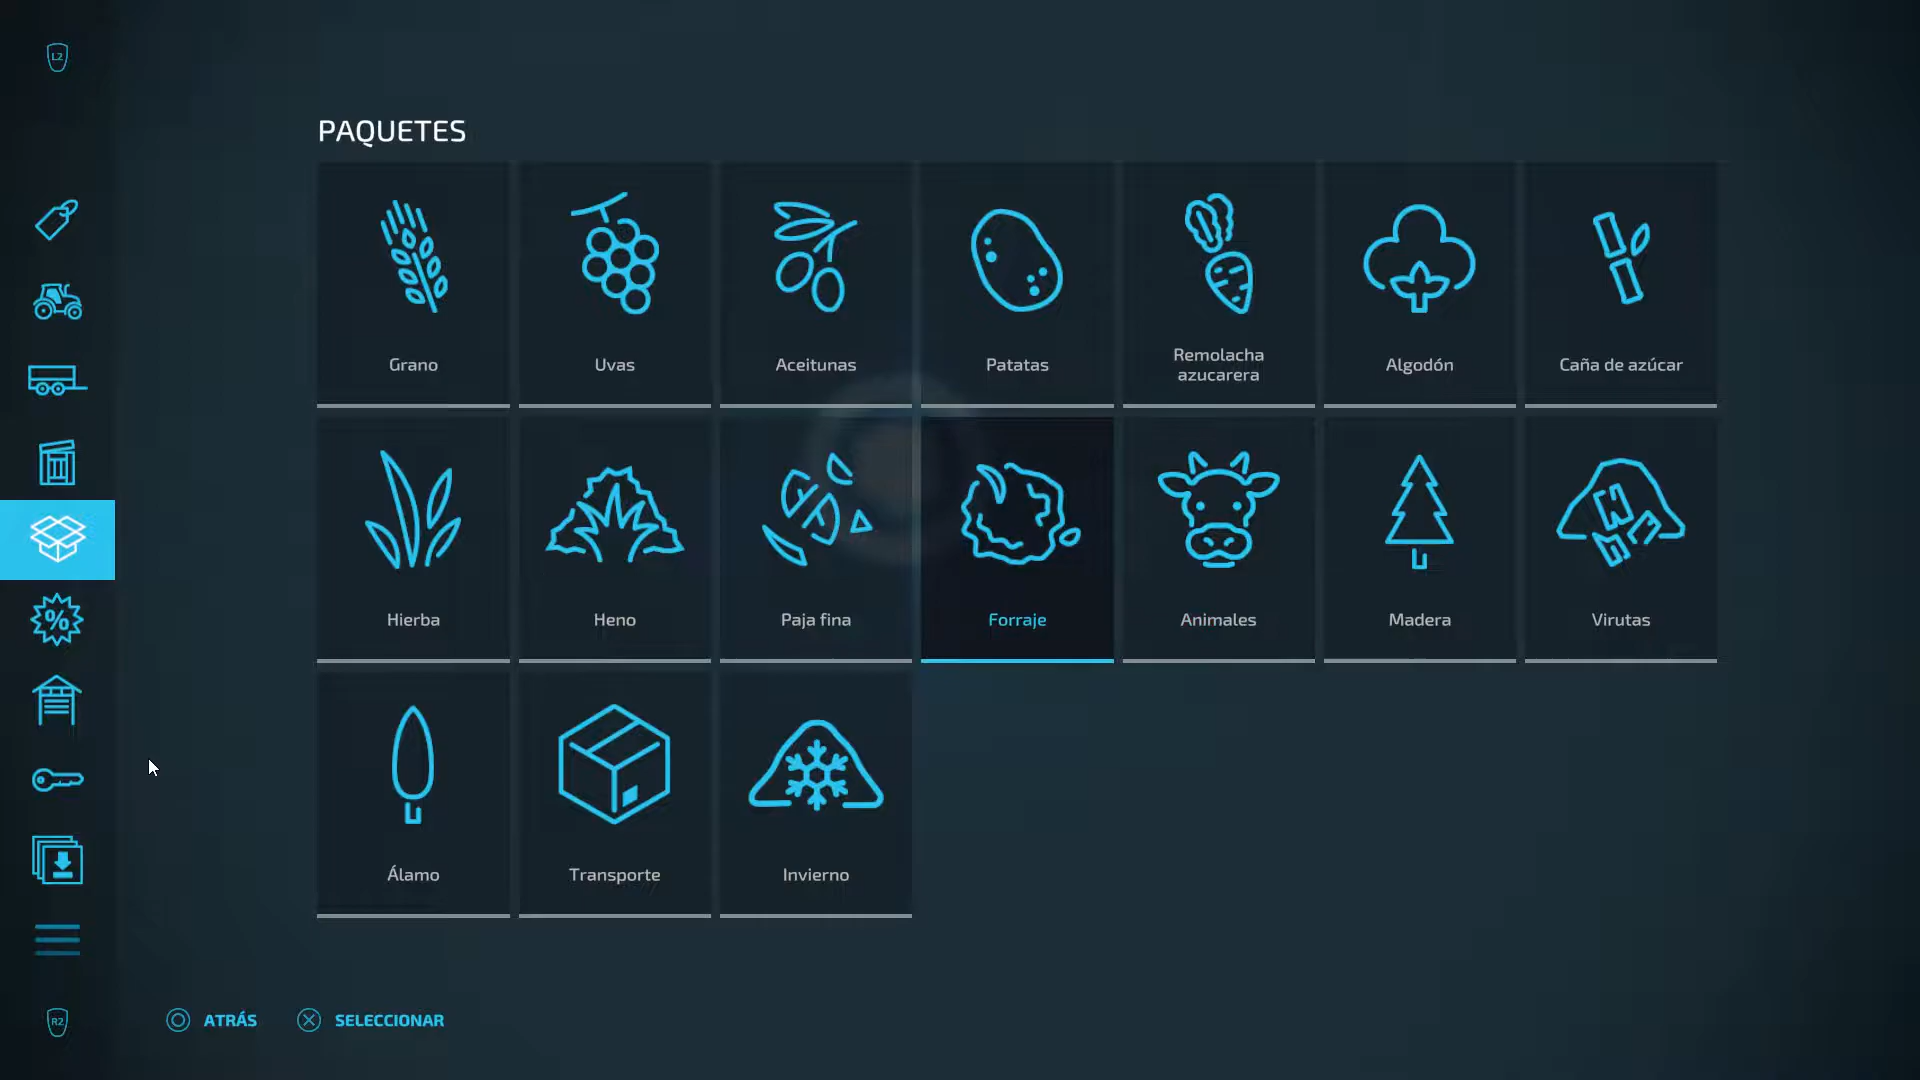 L2
PAQUETES
Grano
Uvas
Aceitunas
Patatas
Remolacha
azucarera
Algodón
Caña de azúcar
Hierba
Heno
Paja fina
Forraje
Animales
Madera
Virutas
%
Álamo
Transporte
Invierno
R2
ATRÁS
SELECCIONAR